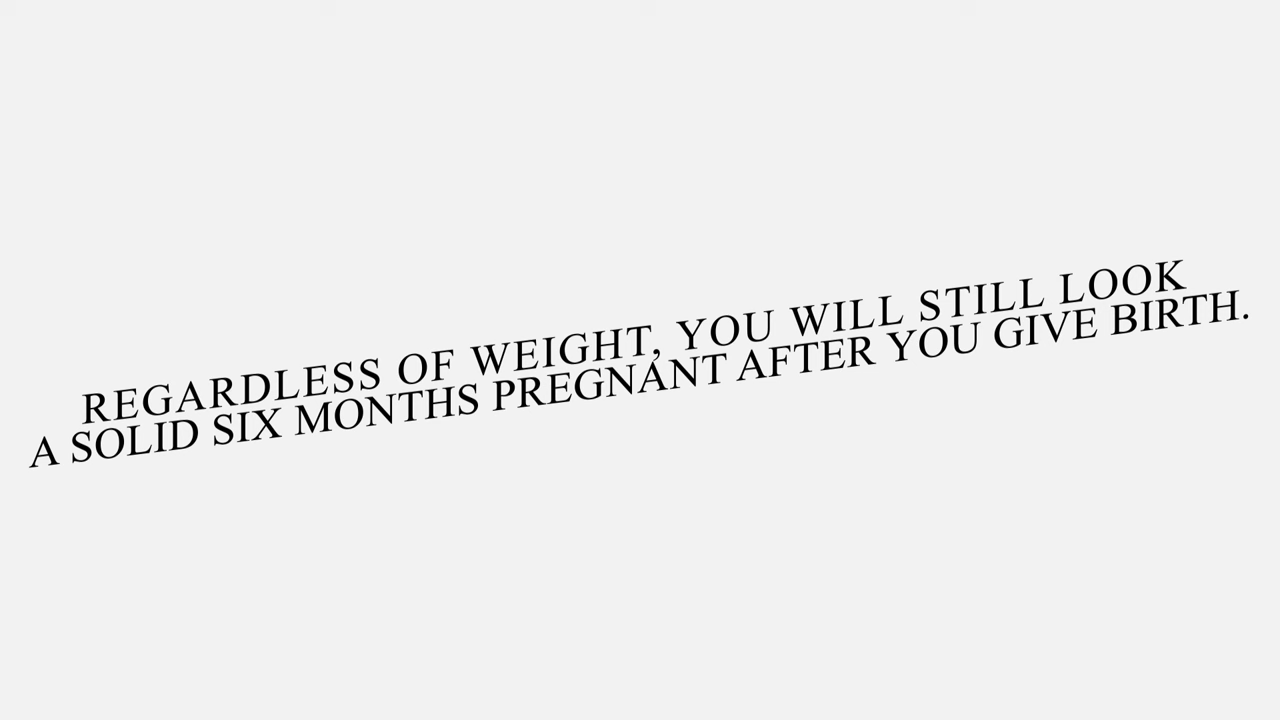 REGARDLESS OF WEIGHT, YOU WILL STILL LOOK
A SOLID SIX MONTHS PREGNANT AFTER YOU GIVE BIRTH.